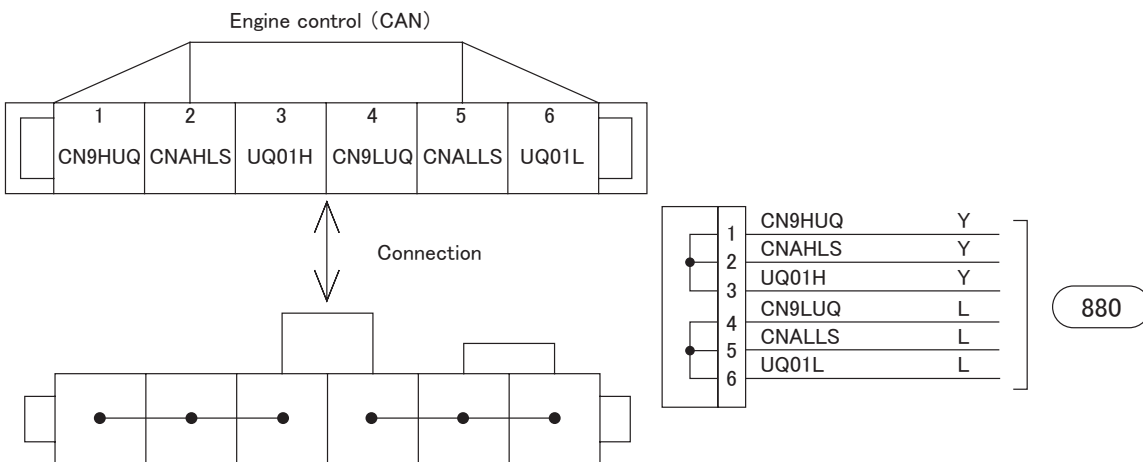 Engine control (CAN)
1 2 3 4 5 6
CN9HUQ CNAHLS UQ01H CN9LUQ CNALLS UQ01L
Connection
1 CN9HUQ Y
2 CNAHLS Y
3 UQ01H Y
4 CN9LUQ L
5 CNALLS L
6 UQ01L L
880